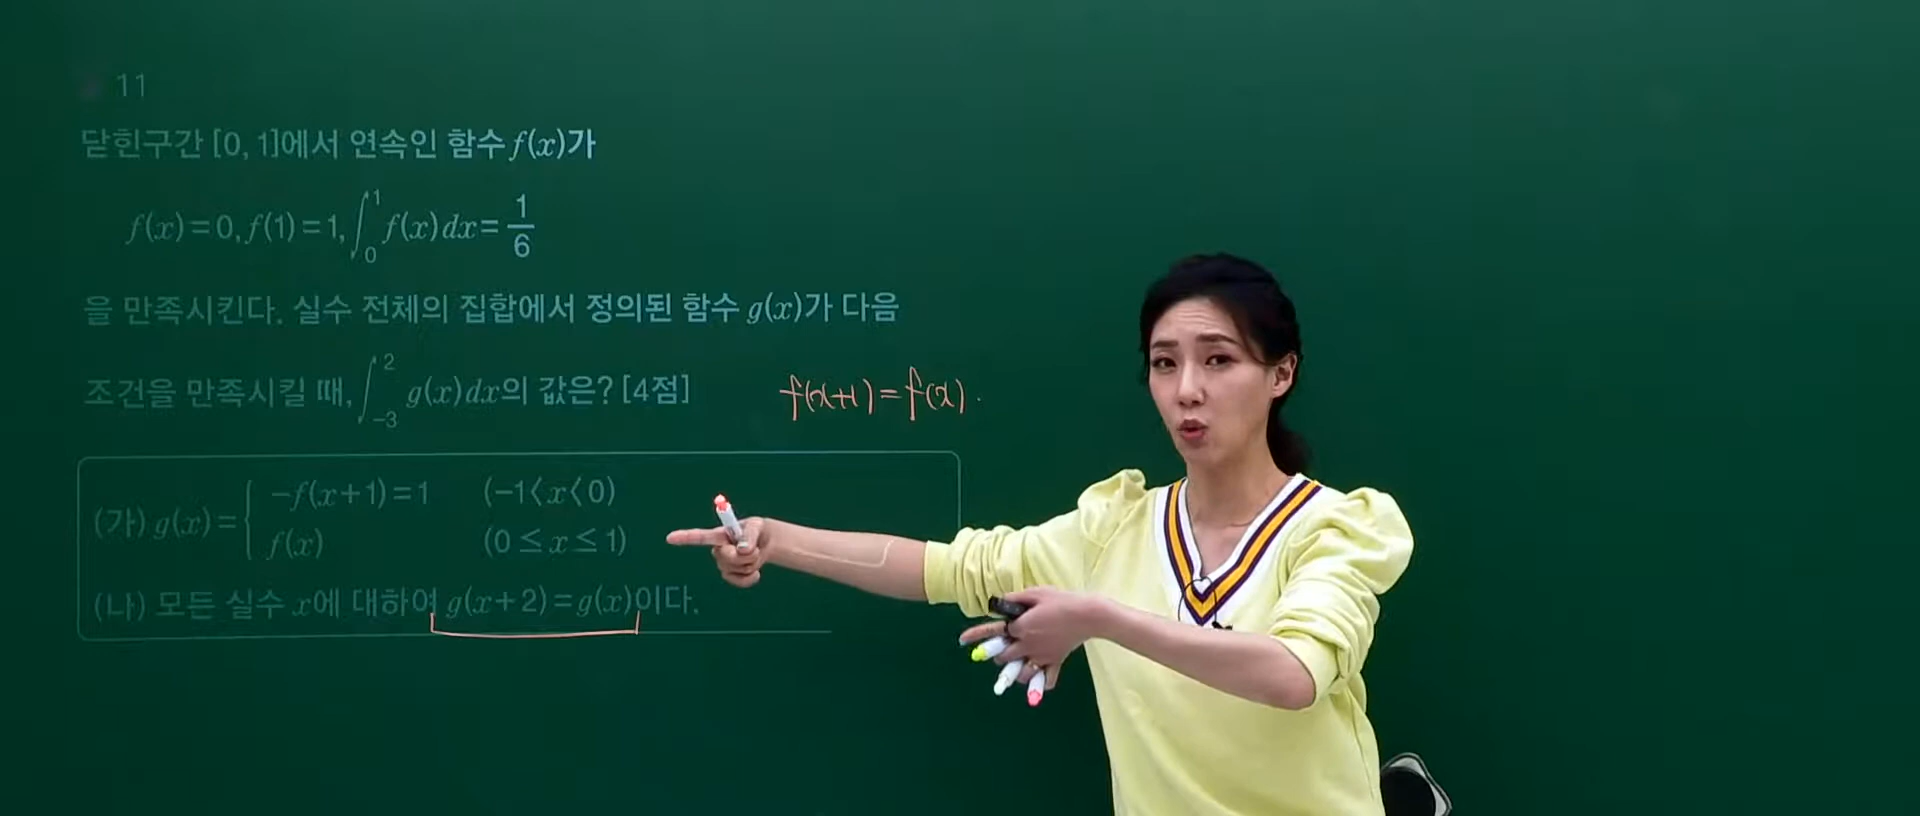 11
닫힌구간 [0, 1]에서 연속인 함수 f(x)가
f(x)=0, f(1)=1, ∫₀¹ f(x)dx = 1/6
을 만족시킨다. 실수 전체의 집합에서 정의된 함수 g(x)가 다음
조건을 만족시킬 때, ∫₋₃² g(x)dx의 값은? [4점]
f(x+1)=f(x).
(가) g(x)= { -f(x+1)=1 (-1<x<0)
f(x) (0≤x≤1)
(나) 모든 실수 x에 대하여 g(x+2)=g(x)이다.